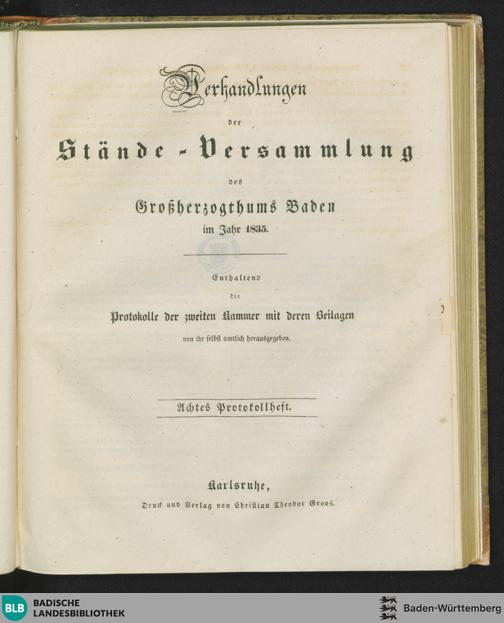 Verhandlungen
der
Stände-Versammlung
des
Großherzogthums Baden
im Jahr 1835.
Enthaltend
die
Protokolle der zweiten Kammer mit deren Beilagen
von ihr selbst amtlich herausgegeben.
Achtes Protokollheft.
Karlsruhe,
Druck und Verlag von Christian Theodor Groos.
BLB BADISCHE
LANDESBIBLIOTHEK
Baden-Württemberg